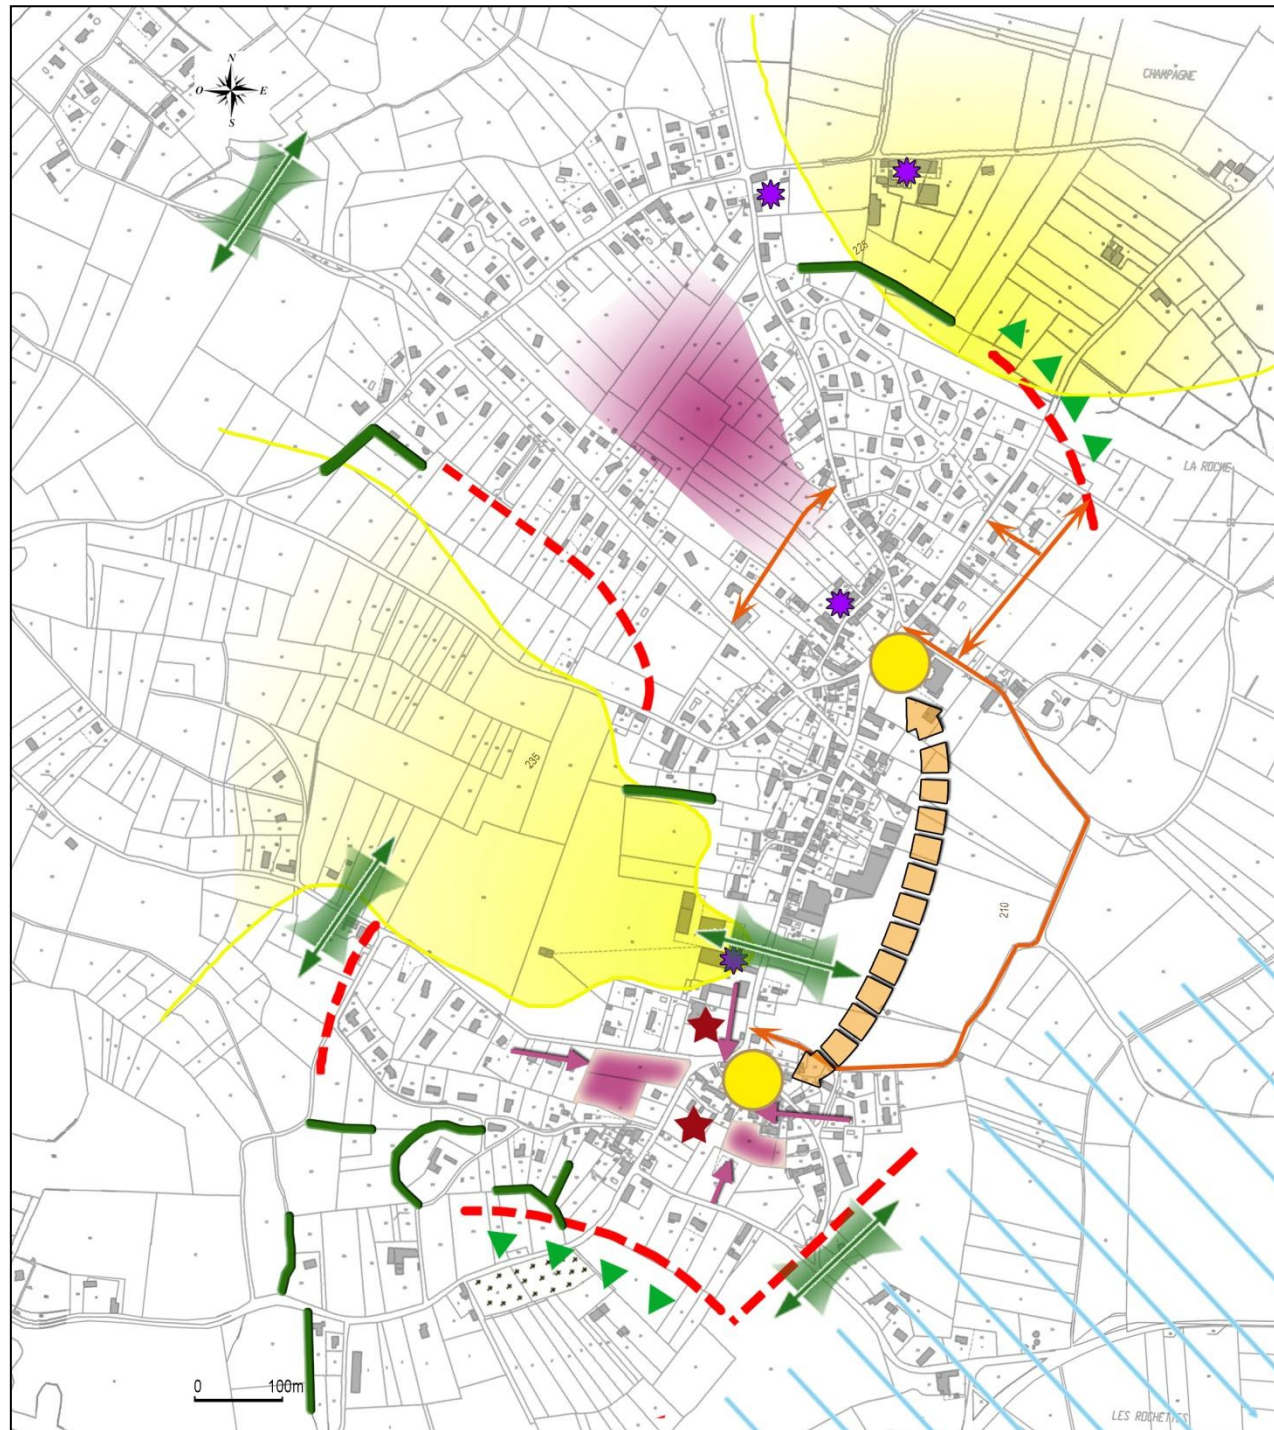 N
O E
S
CHAMPAGNE
225
LA ROCHE
235
210
0 100m
LES ROCHETTES